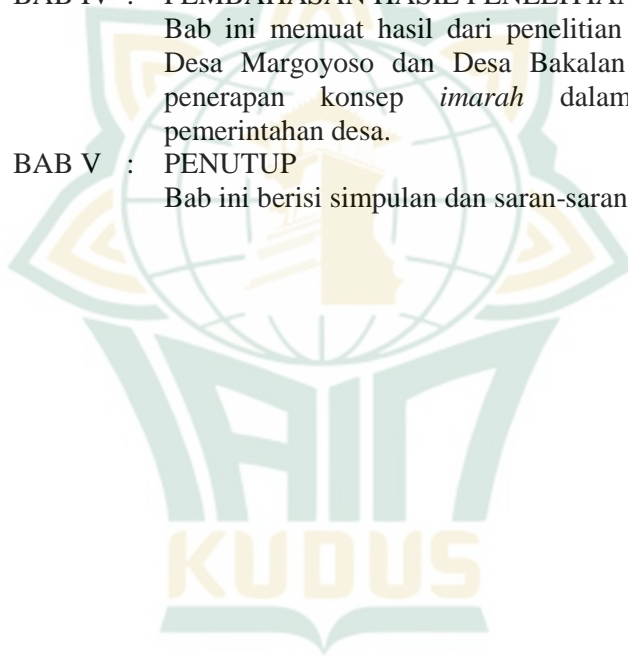 BAB IV : PEMBAHASAN HASIL PENELITIAN
Bab ini memuat hasil dari penelitian
Desa Margoyoso dan Desa Bakalan
penerapan konsep imarah dalam
pemerintahan desa.
BAB V : PENUTUP
Bab ini berisi simpulan dan saran-saran
IAIN
KUDUS